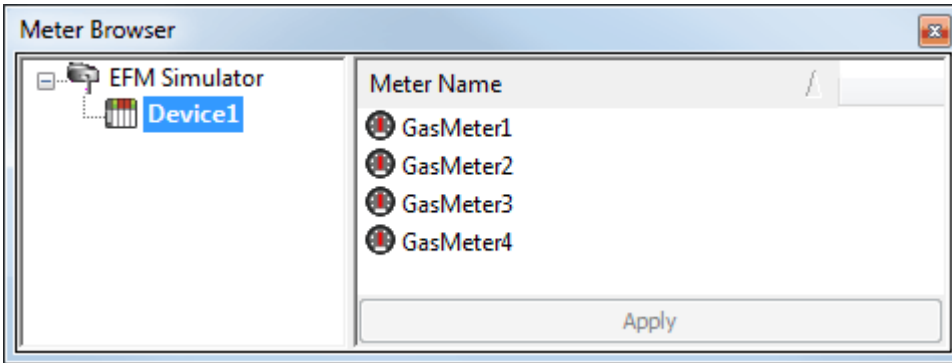 Meter Browser
EFM Simulator
Device1
Meter Name
GasMeter1
GasMeter2
GasMeter3
GasMeter4
Apply